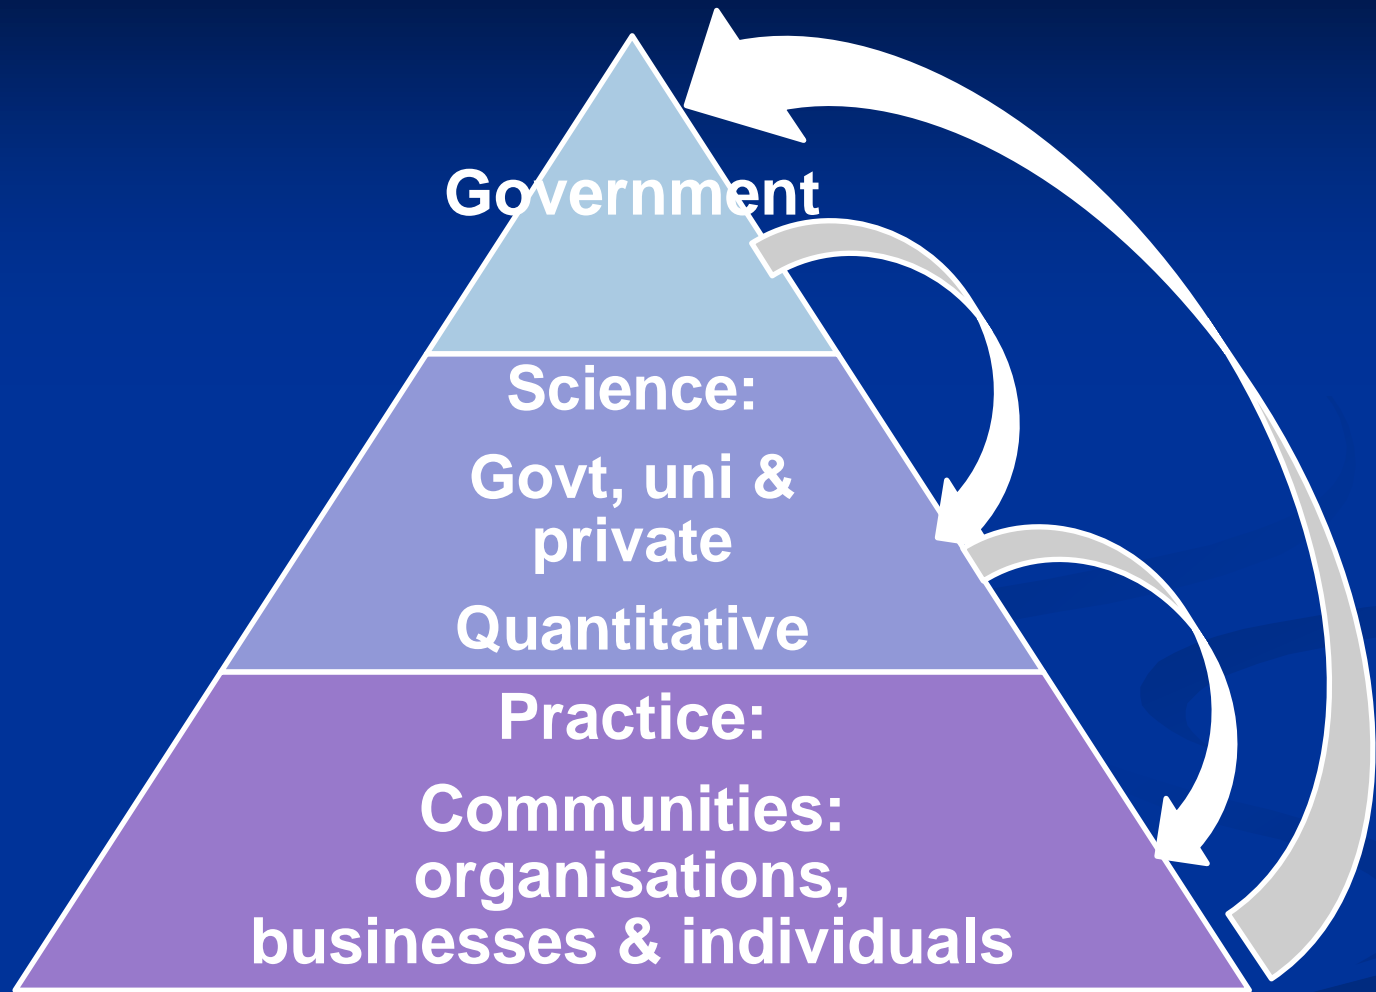 Government
Science:
Govt, uni &
private
Quantitative
Practice:
Communities:
organisations,
businesses & individuals